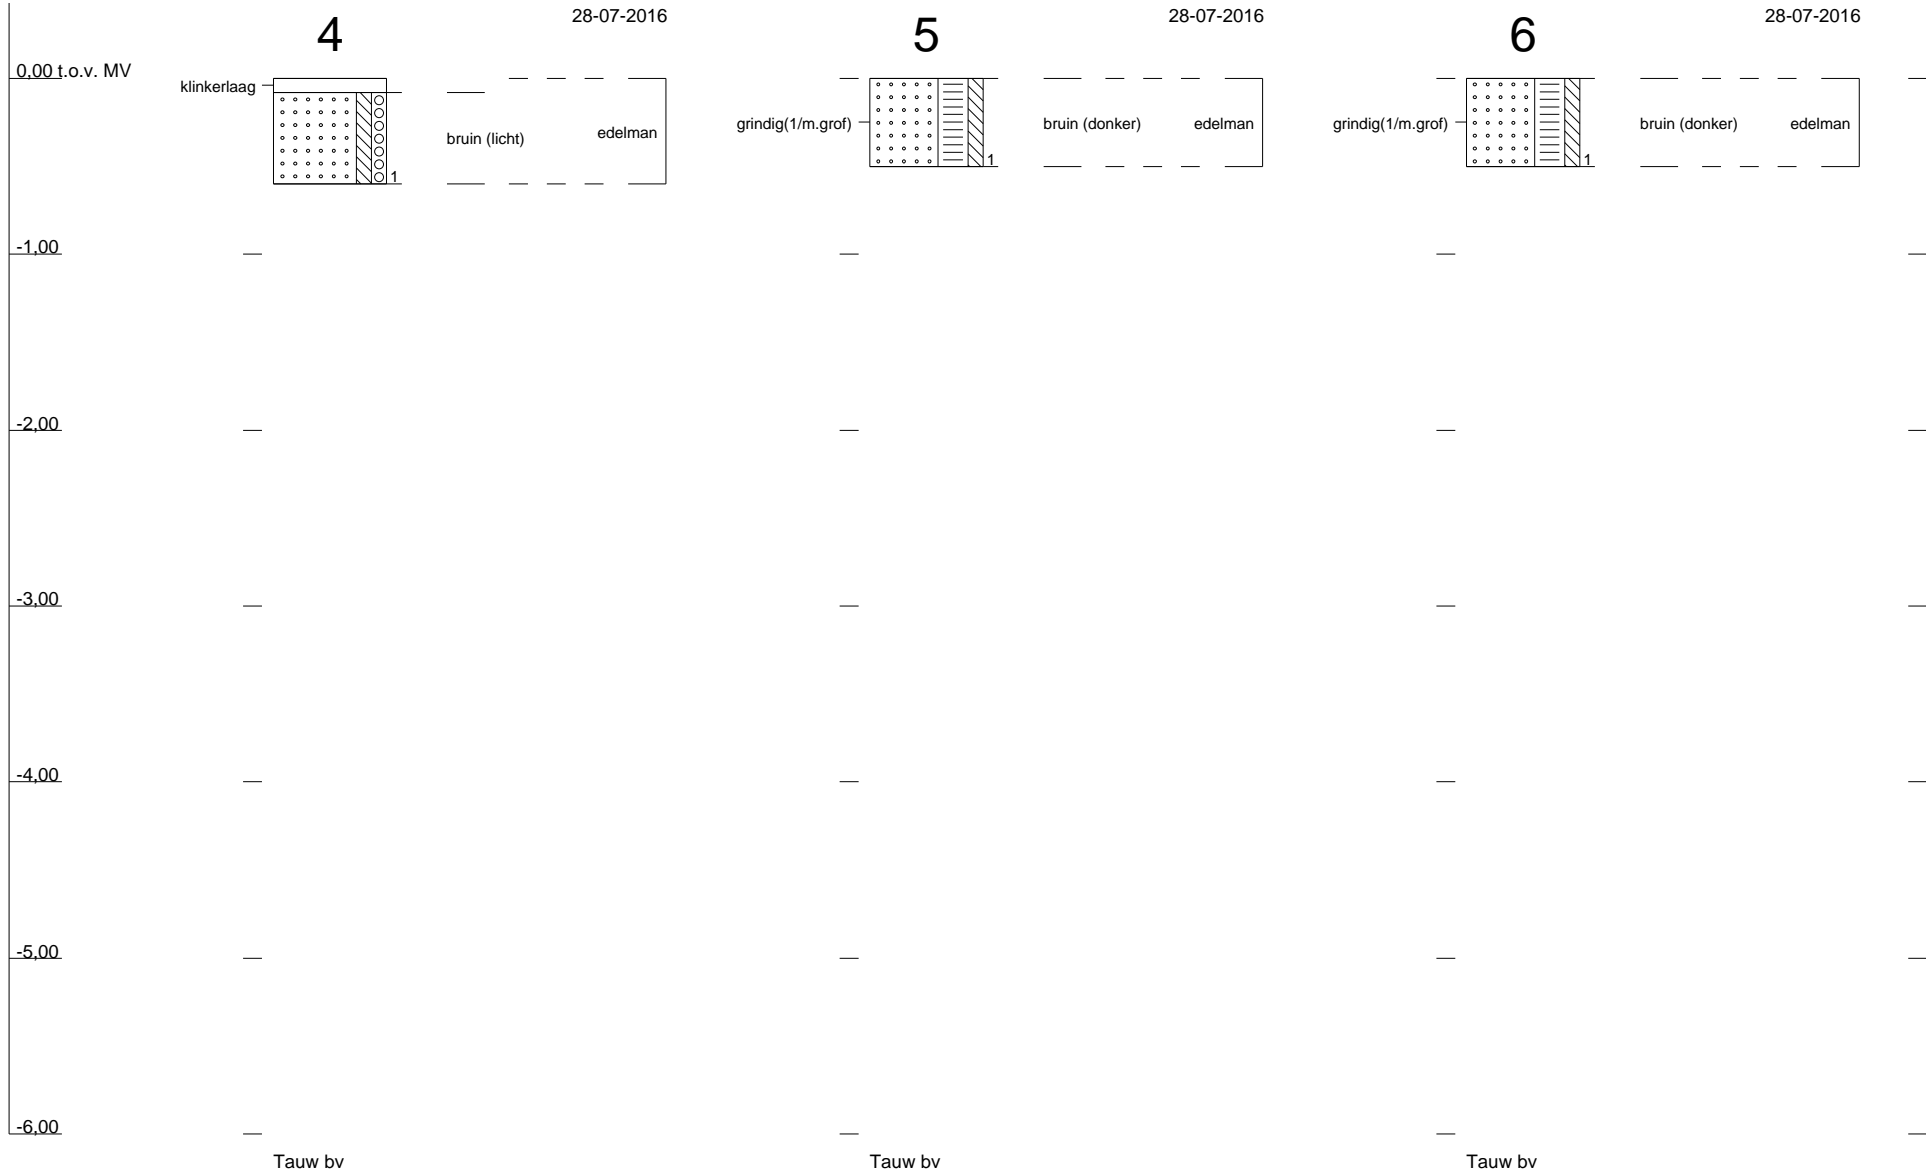 28-07-2016 28-07-2016 28-07-2016
4 5 6
0,00 t.o.v. MV
klinkerlaag
bruin (licht) edelman grindig(1/m.grof) bruin (donker) edelman grindig(1/m.grof) bruin (donker) edelman
1 1 1
-1,00
-2,00
-3,00
-4,00
-5,00
-6,00
Tauw bv Tauw bv Tauw bv